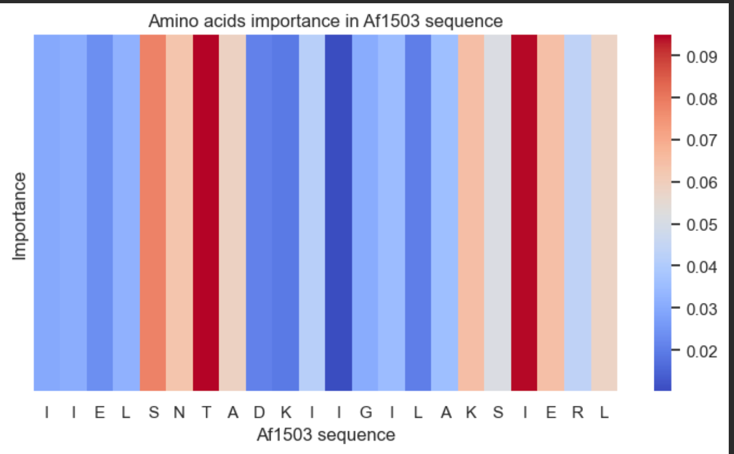 Amino acids importance in Af1503 sequence
Importance
0.09
0.08
0.07
0.06
0.05
0.04
0.03
0.02
I I E L S N T A D K I I G I L A K S I E R L
Af1503 sequence